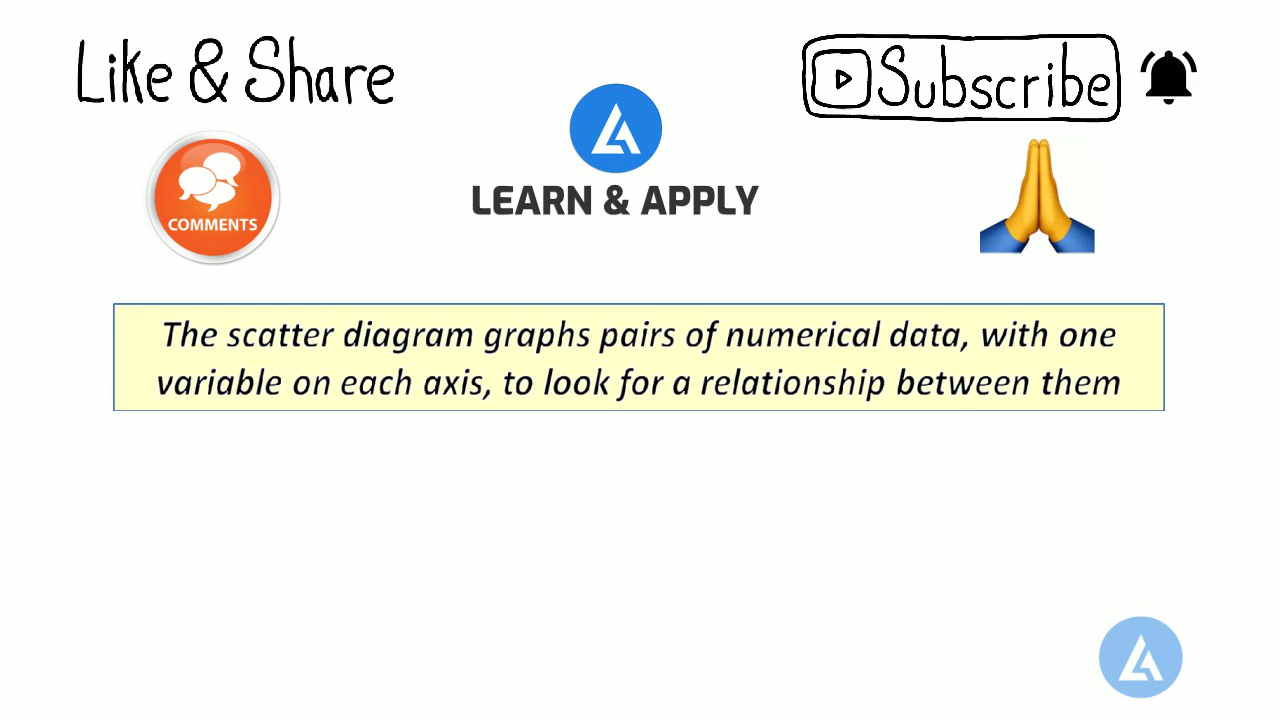 Like & Share
Subscribe
COMMENTS
LEARN & APPLY
The scatter diagram graphs pairs of numerical data, with one
variable on each axis, to look for a relationship between them